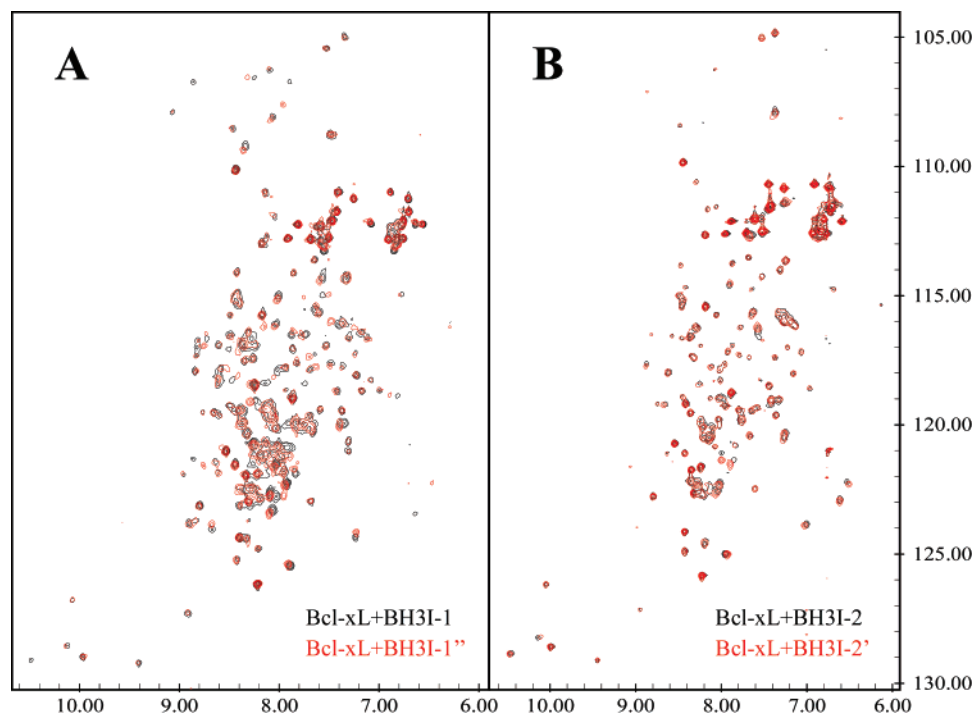 A
B
105.00
110.00
115.00
120.00
125.00
130.00
Bcl-xL+BH3I-1
Bcl-xL+BH3I-1’’
Bcl-xL+BH3I-2
Bcl-xL+BH3I-2’
10.00 9.00 8.00 7.00 10.00 9.00 8.00 7.00 6.00